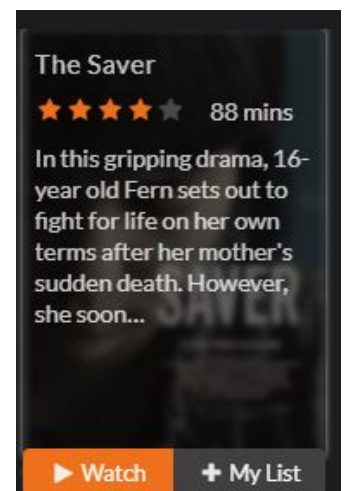 The Saver
88 mins
In this gripping drama, 16-
year old Fern sets out to
fight for life on her own
terms after her mother's
sudden death. However,
she soon...
SAVER
Watch
My List